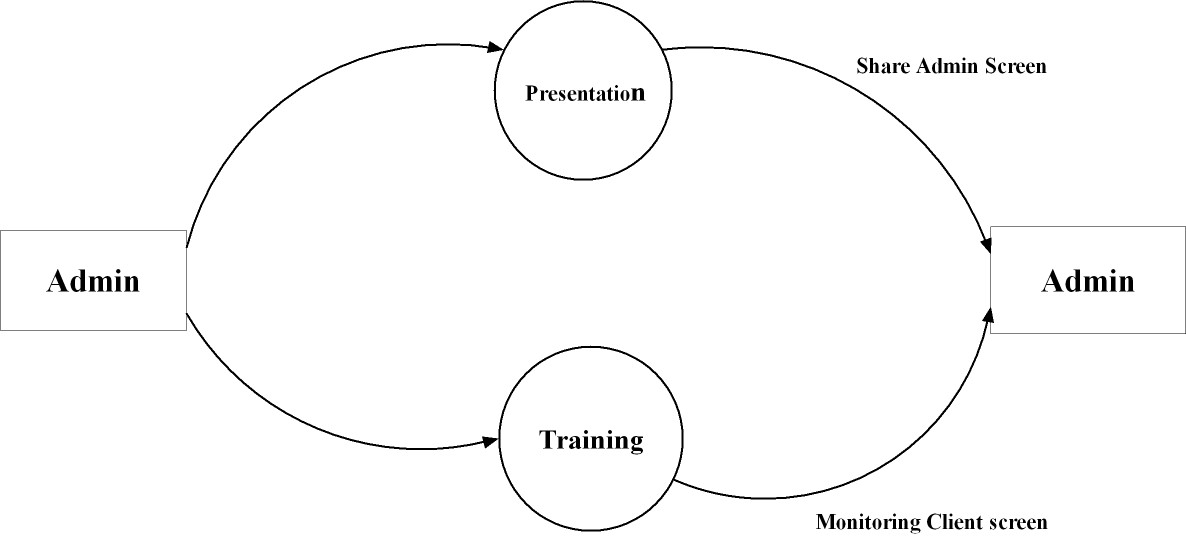 Presentation
Share Admin Screen
Admin
Admin
Training
Monitoring Client screen